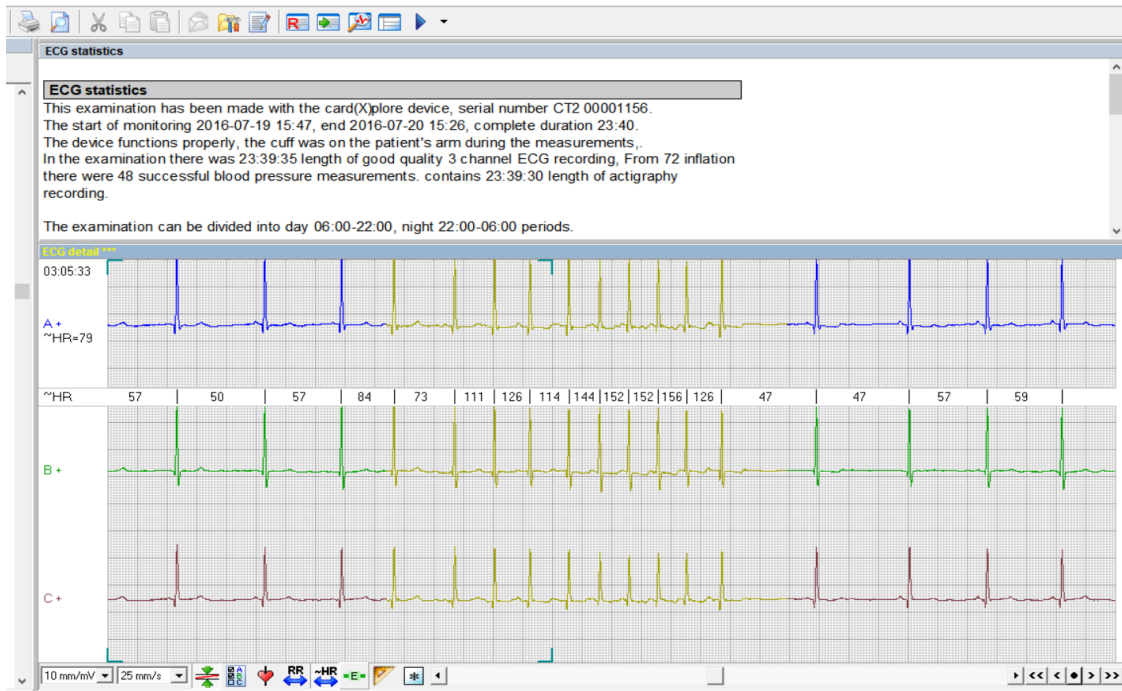 ECG statistics
ECG statistics
This examination has been made with the card(X)plore device, serial number CT2 00001156.
The start of monitoring 2016-07-19 15:47, end 2016-07-20 15:26, complete duration 23:40.
The device functions properly, the cuff was on the patient's arm during the measurements,.
In the examination there was 23:39:35 length of good quality 3 channel ECG recording, From 72 inflation
there were 48 successful blood pressure measurements. contains 23:39:30 length of actigraphy
recording.
The examination can be divided into day 06:00-22:00, night 22:00-06:00 periods.
ECG detail ***
03:05:33
A +
~HR=79
~HR 57 50 57 84 73 111 126 114 144 152 152 156 126 47 47 57 59
B +
C +
10 mm/mV 25 mm/s A B C RR ~HR =E=